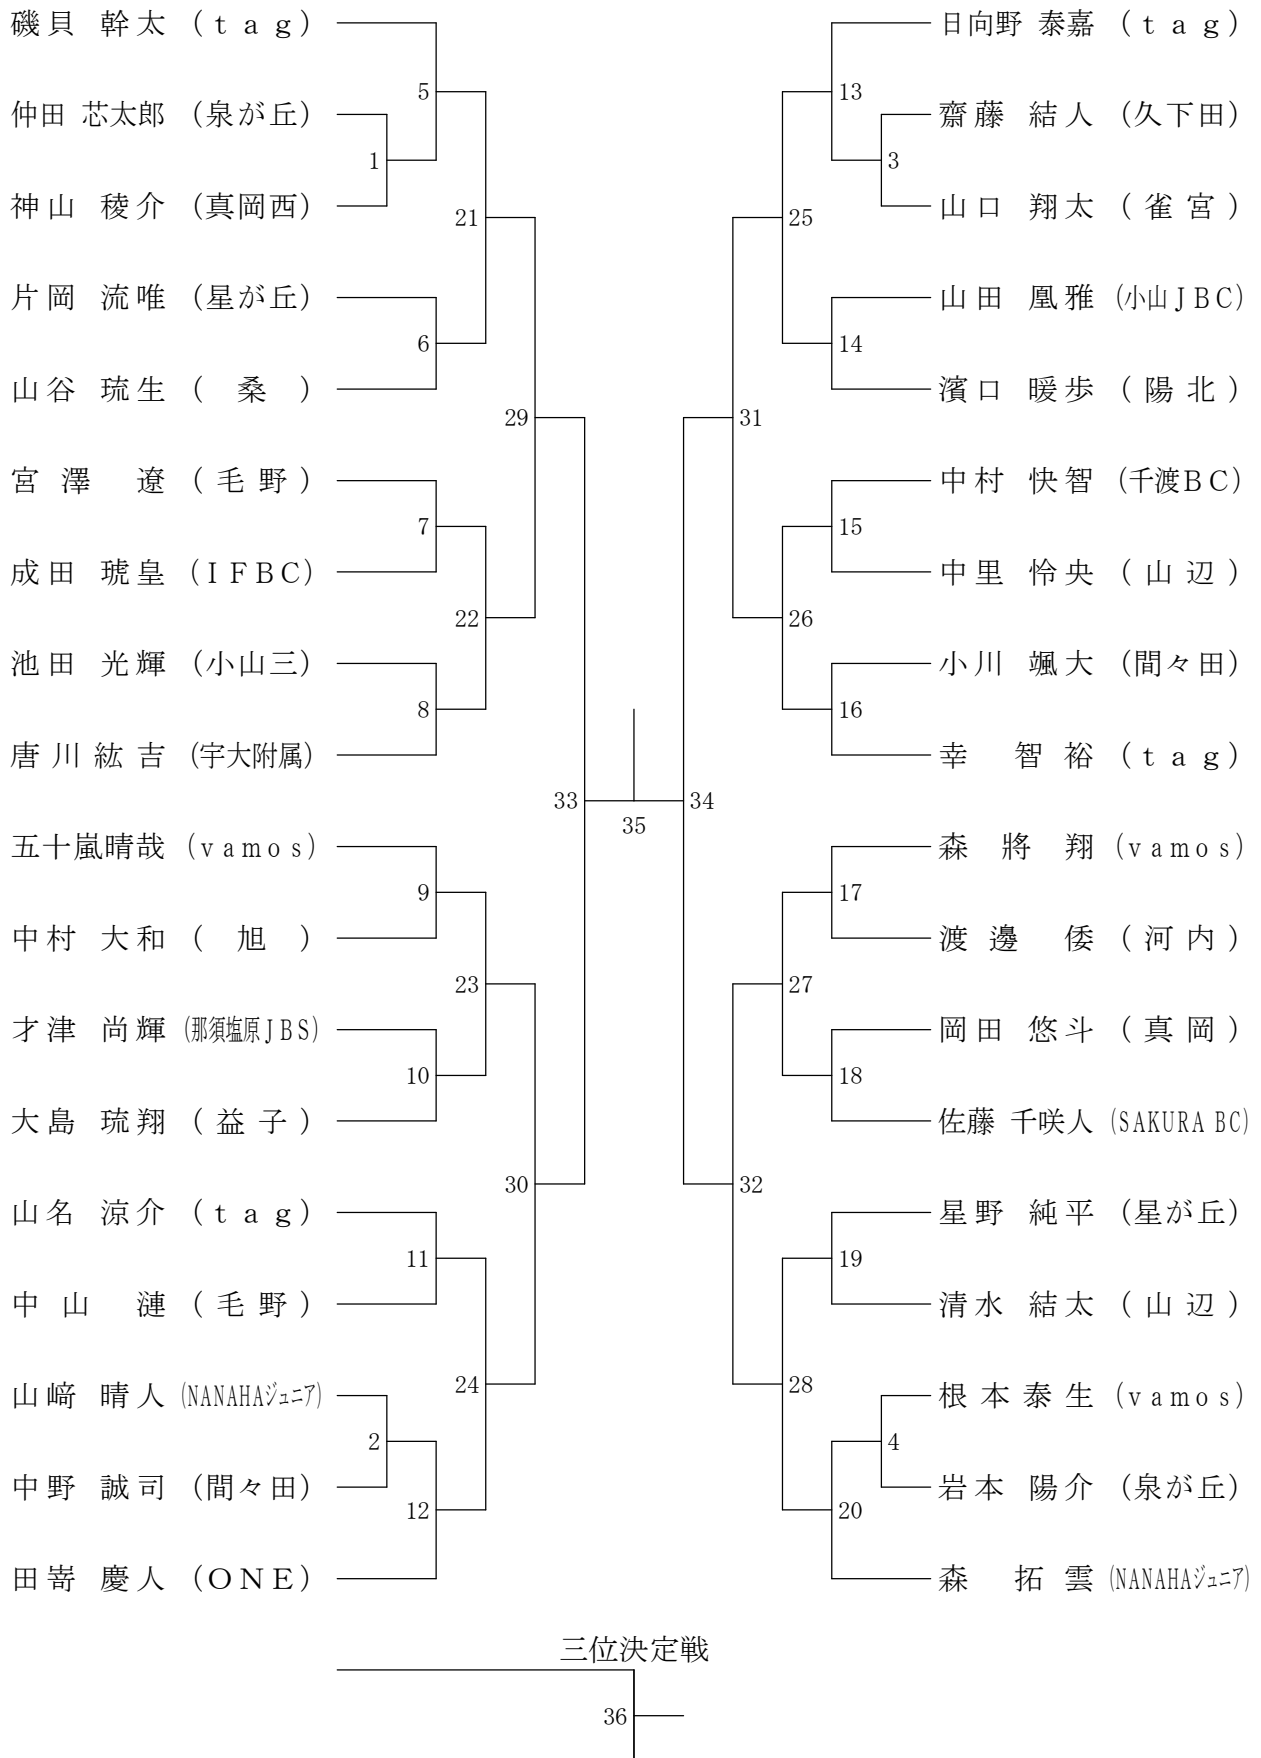 磯貝 幹太 (ｔａｇ)
5
仲田 芯太郎 (泉が丘)
1
神山 稜介 (真岡西)
21
片岡 流唯 (星が丘)
6
山谷 琉生 ( 桑 )
29
宮澤 遼 (毛野)
7
成田 琥皇 (ＩＦＢＣ)
22
池田 光輝 (小山三)
8
唐川 紘吉 (宇大附属)
33
五十嵐晴哉 (ｖａｍｏｓ)
9
中村 大和 ( 旭 )
23
才津 尚輝 (那須塩原ＪＢＳ)
10
大島 琉翔 (益子)
30
山名 涼介 (ｔａｇ)
11
中山 漣 (毛野)
24
山﨑 晴人 (NANAHAジュニア)
2
中野 誠司 (間々田)
12
田嵜 慶人 (ＯＮＥ)
35
日向野 泰嘉 (ｔａｇ)
13
齋藤 結人 (久下田)
3
山口 翔太 (雀宮)
25
山田 凰雅 (小山ＪＢＣ)
14
濱口 暖歩 (陽北)
31
中村 快智 (千渡ＢＣ)
15
中里 怜央 (山辺)
26
小川 颯大 (間々田)
16
幸 智裕 (ｔａｇ)
34
森 將翔 (ｖａｍｏｓ)
17
渡邊 倭 (河内)
27
岡田 悠斗 (真岡)
18
佐藤 千咲人 (SAKURA BC)
32
星野 純平 (星が丘)
19
清水 結太 (山辺)
28
根本泰生 (ｖａｍｏｓ)
4
岩本 陽介 (泉が丘)
20
森 拓雲 (NANAHAジュニア)
三位決定戦
36